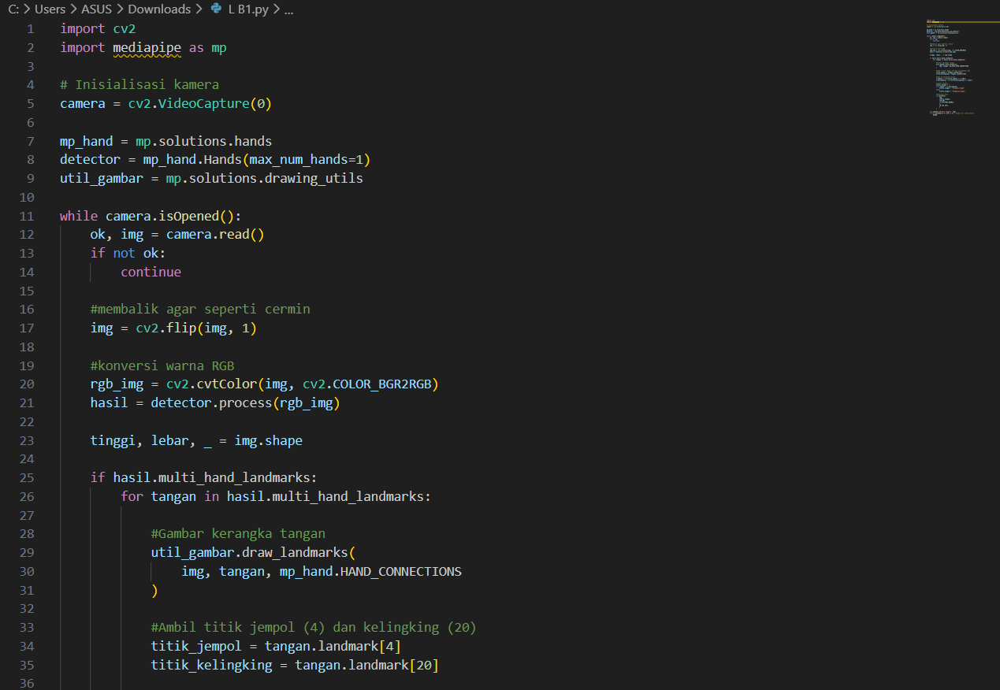 C: > Users > ASUS > Downloads > L B1.py > ...
1 import cv2
2 import mediapipe as mp
3
4 # Inisialisasi kamera
5 camera = cv2.VideoCapture(0)
6
7 mp_hand = mp.solutions.hands
8 detector = mp_hand.Hands(max_num_hands=1)
9 util_gambar = mp.solutions.drawing_utils
10
11 while camera.isOpened():
12     ok, img = camera.read()
13     if not ok:
14         continue
15
16     #membalik agar seperti cermin
17     img = cv2.flip(img, 1)
18
19     #konversi warna RGB
20     rgb_img = cv2.cvtColor(img, cv2.COLOR_BGR2RGB)
21     hasil = detector.process(rgb_img)
22
23     tinggi, lebar, _ = img.shape
24
25     if hasil.multi_hand_landmarks:
26         for tangan in hasil.multi_hand_landmarks:
27
28             #Gambar kerangka tangan
29             util_gambar.draw_landmarks(
30                 img, tangan, mp_hand.HAND_CONNECTIONS
31             )
32
33             #Ambil titik jempol (4) dan kelingking (20)
34             titik_jempol = tangan.landmark[4]
35             titik_kelingking = tangan.landmark[20]
36